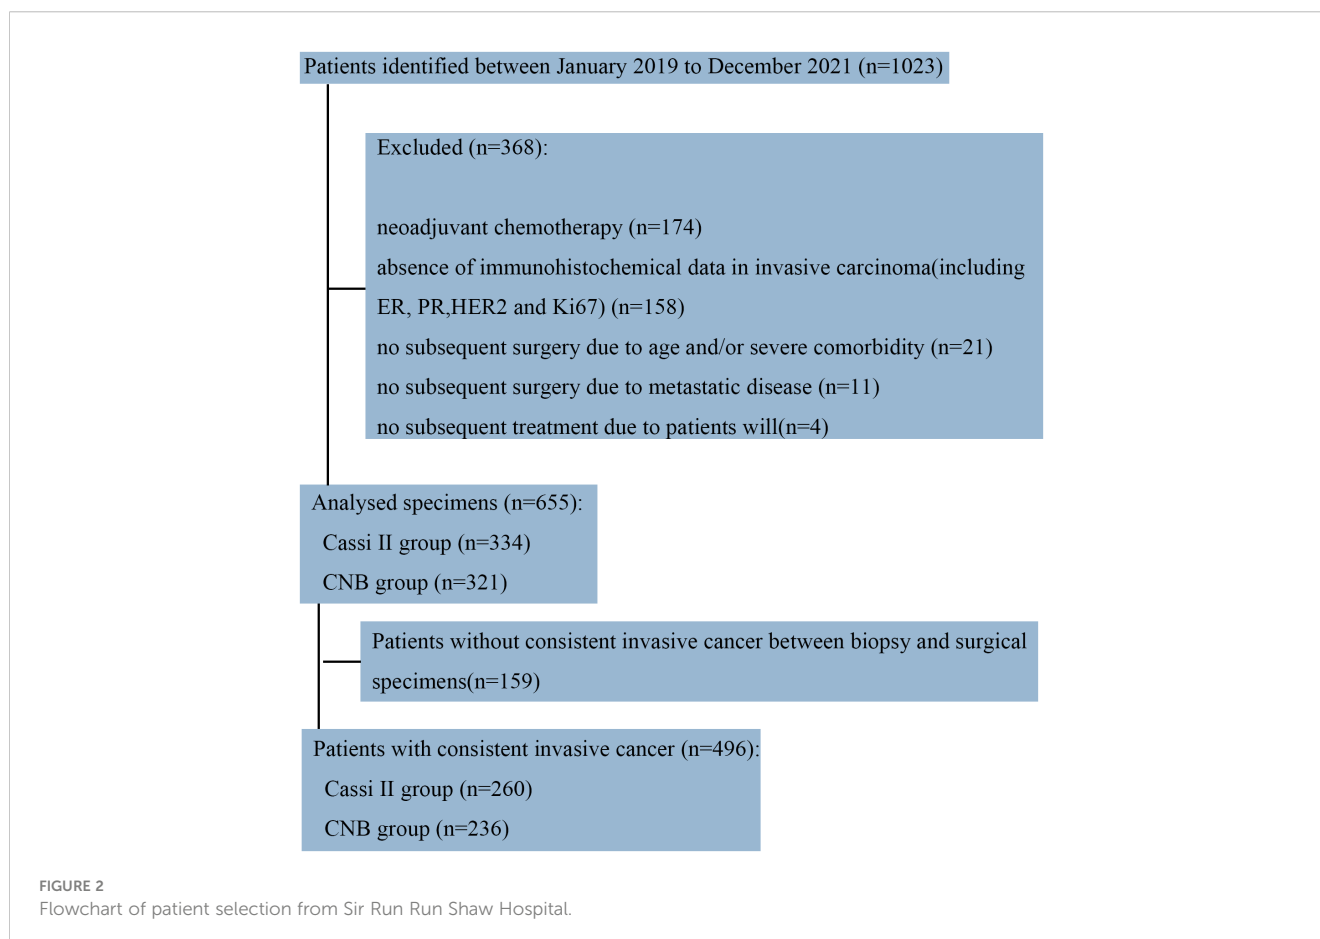 Patients identified between January 2019 to December 2021 (n=1023)
Excluded (n=368):
neoadjuvant chemotherapy (n=174)
absence of immunohistochemical data in invasive carcinoma(including
ER, PR,HER2 and Ki67) (n=158)
no subsequent surgery due to age and/or severe comorbidity (n=21)
no subsequent surgery due to metastatic disease (n=11)
no subsequent treatment due to patients will(n=4)
Analysed specimens (n=655):
Cassi II group (n=334)
CNB group (n=321)
Patients without consistent invasive cancer between biopsy and surgical
specimens(n=159)
Patients with consistent invasive cancer (n=496):
Cassi II group (n=260)
CNB group (n=236)
FIGURE 2
Flowchart of patient selection from Sir Run Run Shaw Hospital.